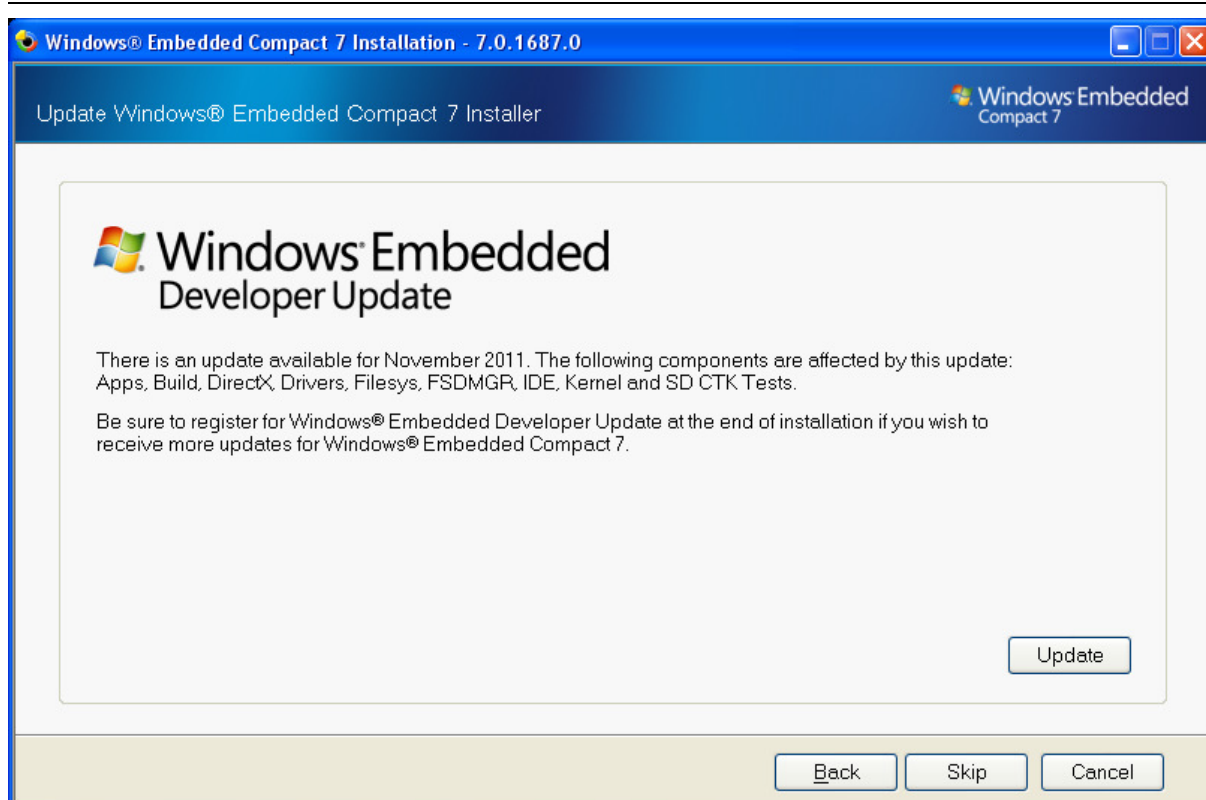 Windows® Embedded Compact 7 Installation - 7.0.1687.0
Update Windows® Embedded Compact 7 Installer
Windows® Embedded
Compact 7
Windows® Embedded
Developer Update
There is an update available for November 2011. The following components are affected by this update:
Apps, Build, DirectX, Drivers, Filesys, FSDMGR, IDE, Kernel and SD CTK Tests.
Be sure to register for Windows® Embedded Developer Update at the end of installation if you wish to
receive more updates for Windows® Embedded Compact 7.
Update
Back
Skip
Cancel